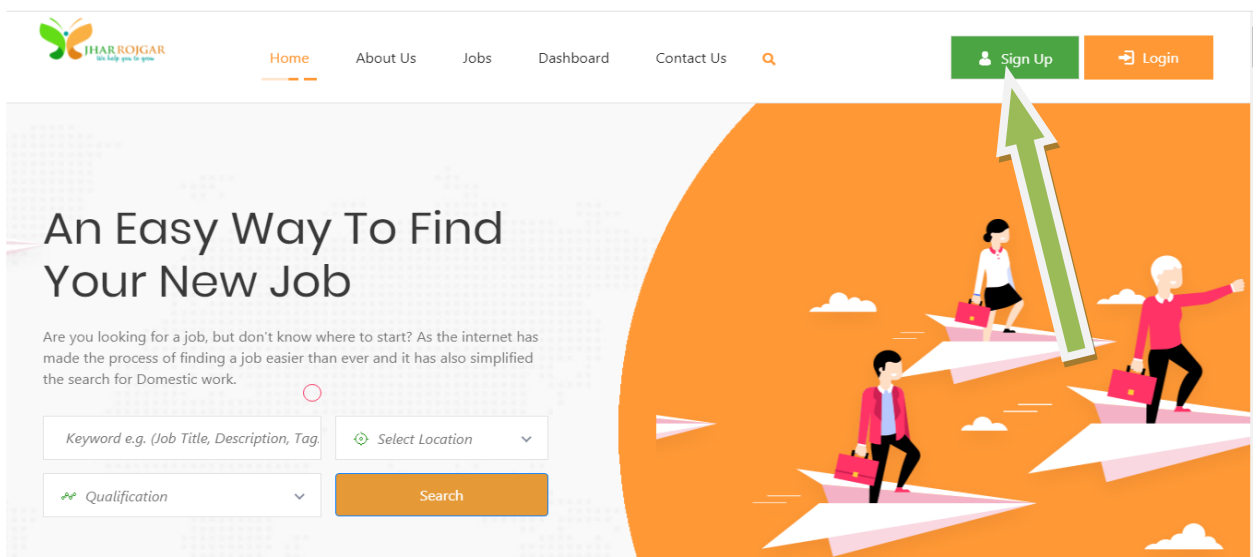 JHARROJGAR
We help you to grow
Home About Us Jobs Dashboard Contact Us Sign Up Login
An Easy Way To Find
Your New Job
Are you looking for a job, but don't know where to start? As the internet has
made the process of finding a job easier than ever and it has also simplified
the search for Domestic work.
Keyword e.g. (Job Title, Description, Tag. Select Location
Qualification Search